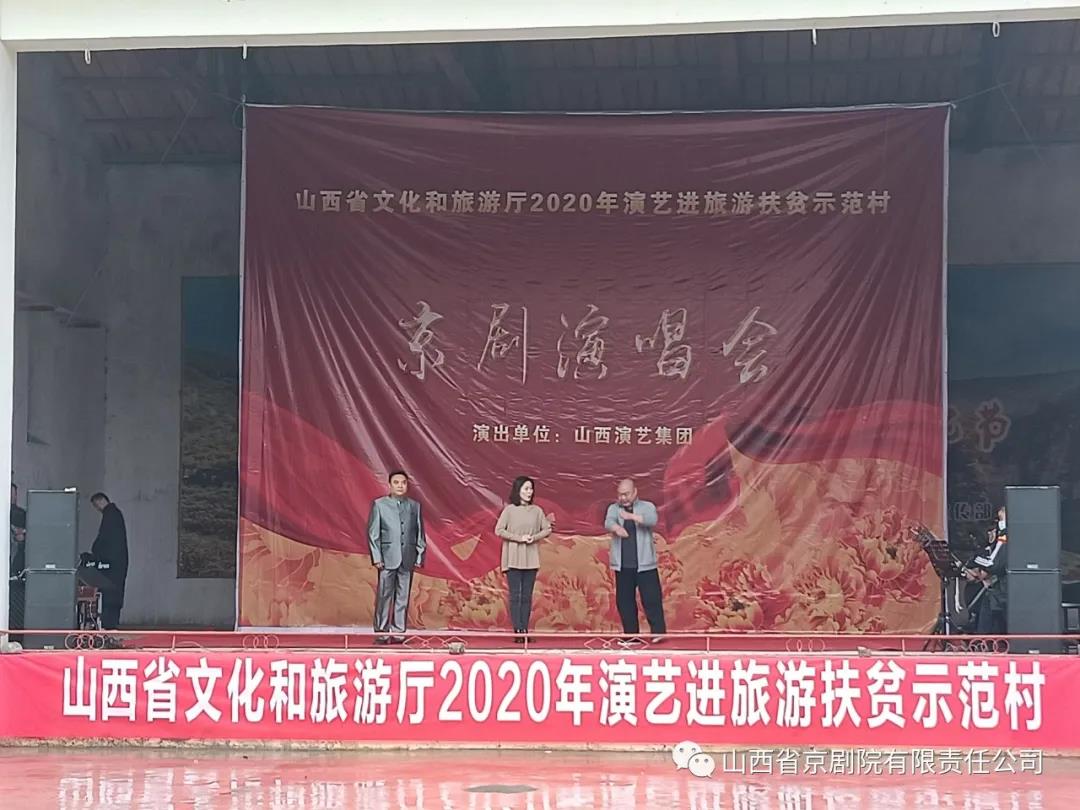 山西省文化和旅游厅2020年演艺进旅游扶贫示范村
京剧演唱会
演出单位：山西演艺集团
节
山西省文化和旅游厅2020年演艺进旅游扶贫示范村
山西省京剧院有限责任公司